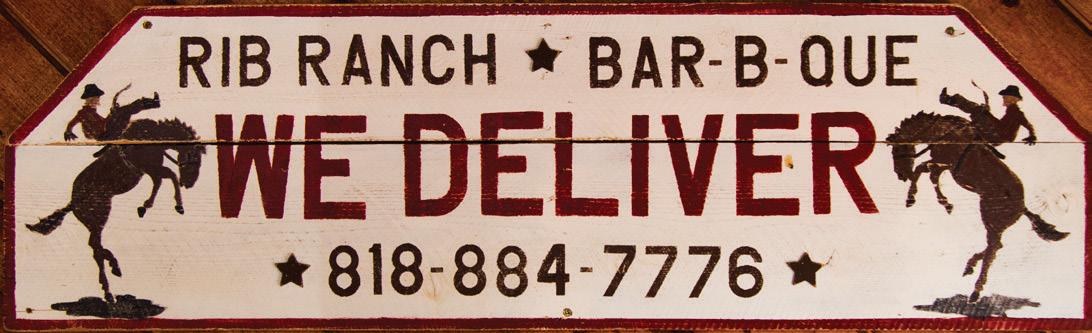 RIB RANCH ★ BAR-B-QUE
WE DELIVER
★ 818-884-7776 ★